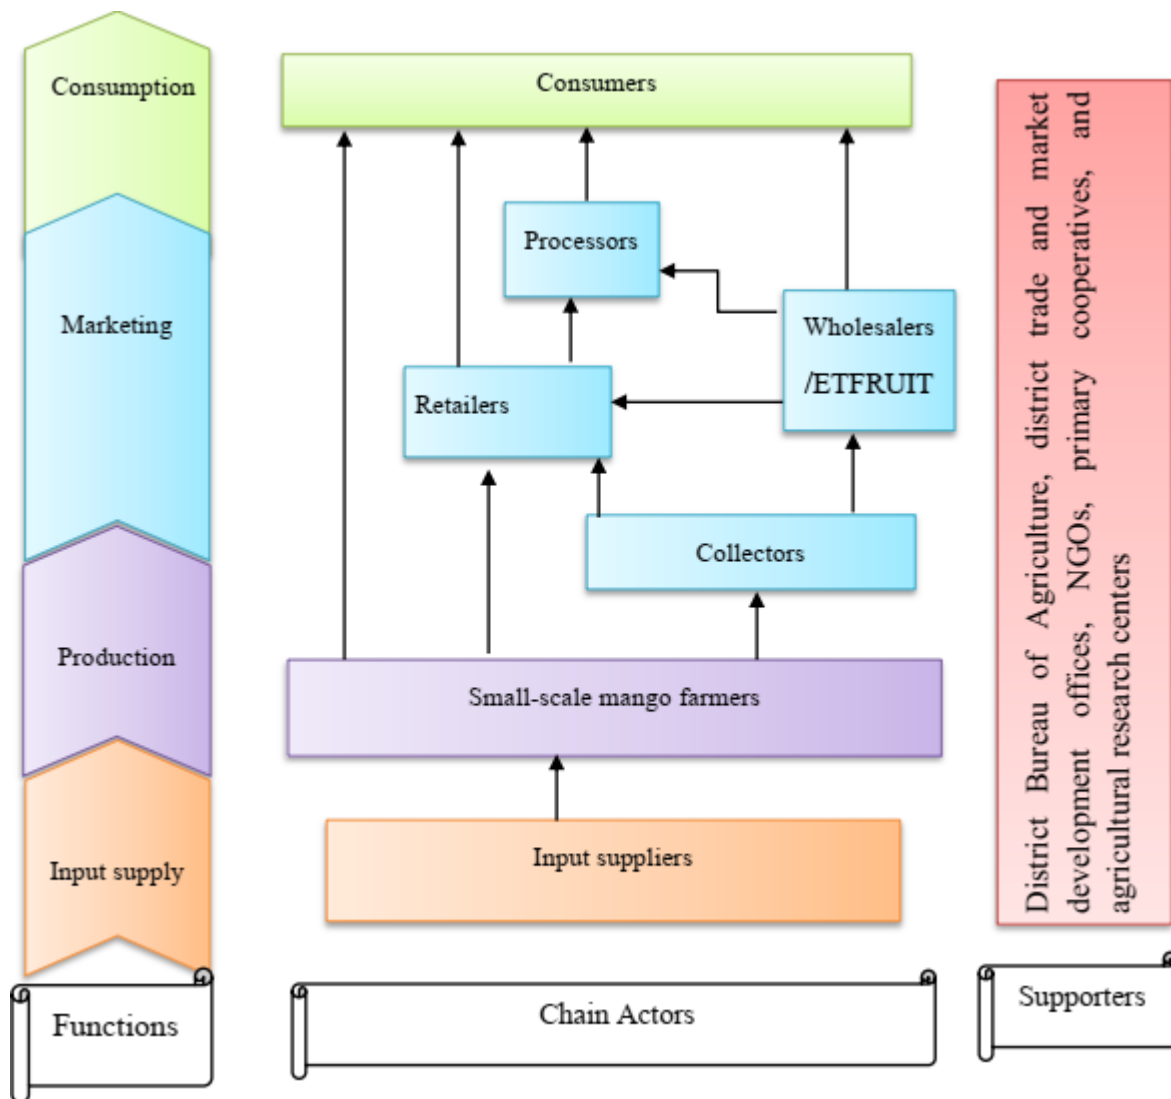 Consumption
Consumers
Processors
Marketing
Wholesalers
/ETFRUIT
Retailers
Collectors
Production
Small-scale mango farmers
Input supply
Input suppliers
District Bureau of Agriculture, district trade and market
development offices, NGOs, primary cooperatives, and
agricultural research centers
Functions
Chain Actors
Supporters